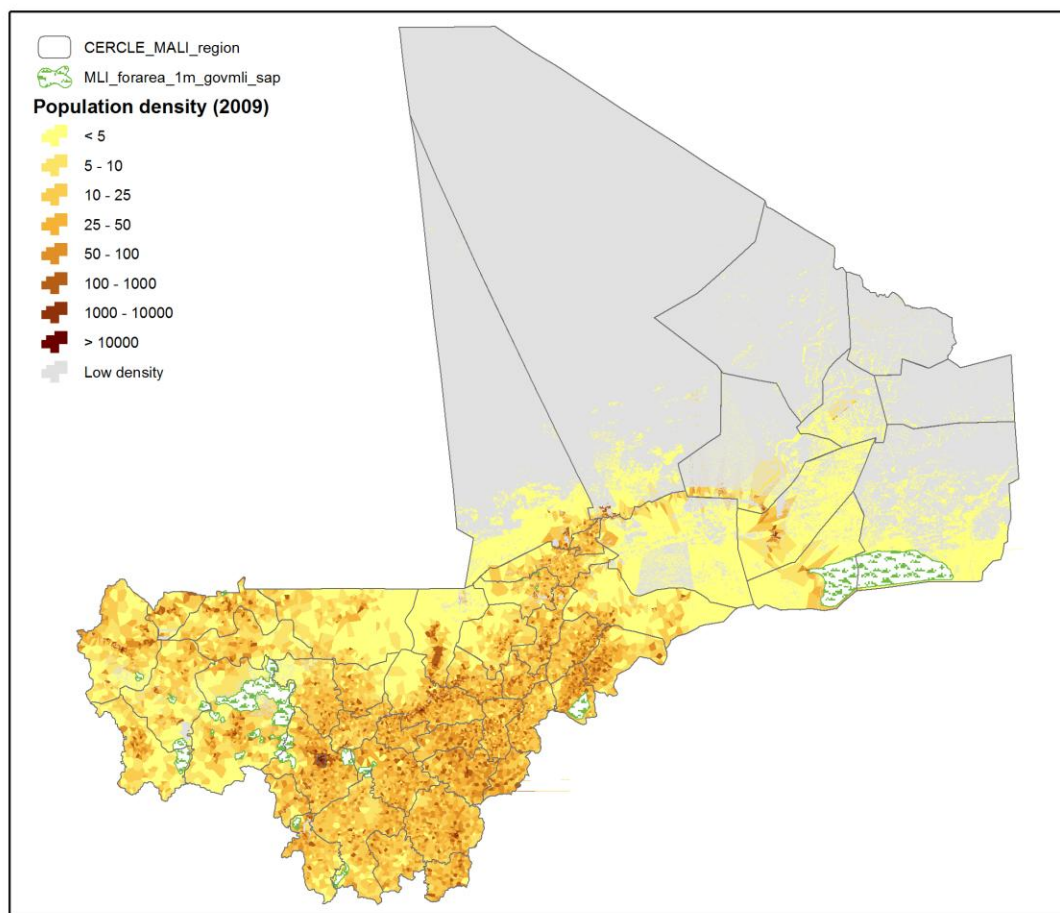 CERCLE_MALI_region
MLI_forarea_1m_govmli_sap
Population density (2009)
< 5
5 - 10
10 - 25
25 - 50
50 - 100
100 - 1000
1000 - 10000
> 10000
Low density